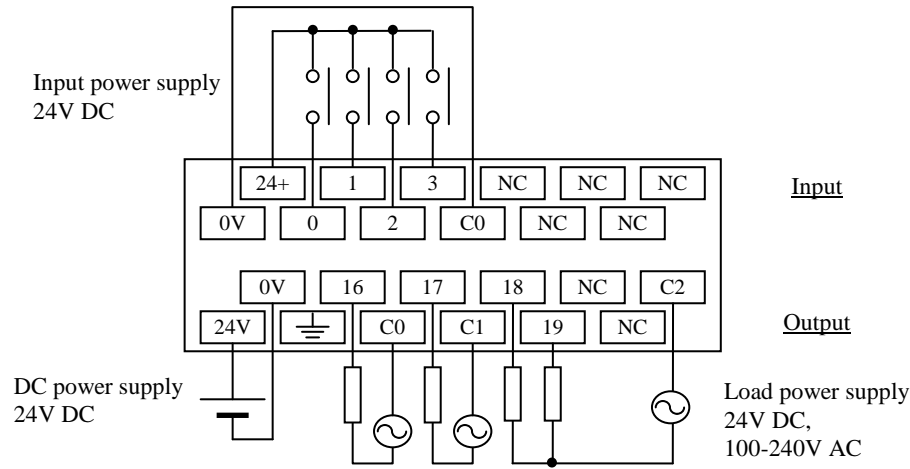 Input power supply
24V DC
24+ 1 3 NC NC NC
Input
0V 0 2 C0 NC NC
0V 16 17 18 NC C2
24V C0 C1 19 NC
Output
DC power supply
24V DC
Load power supply
24V DC,
100-240V AC